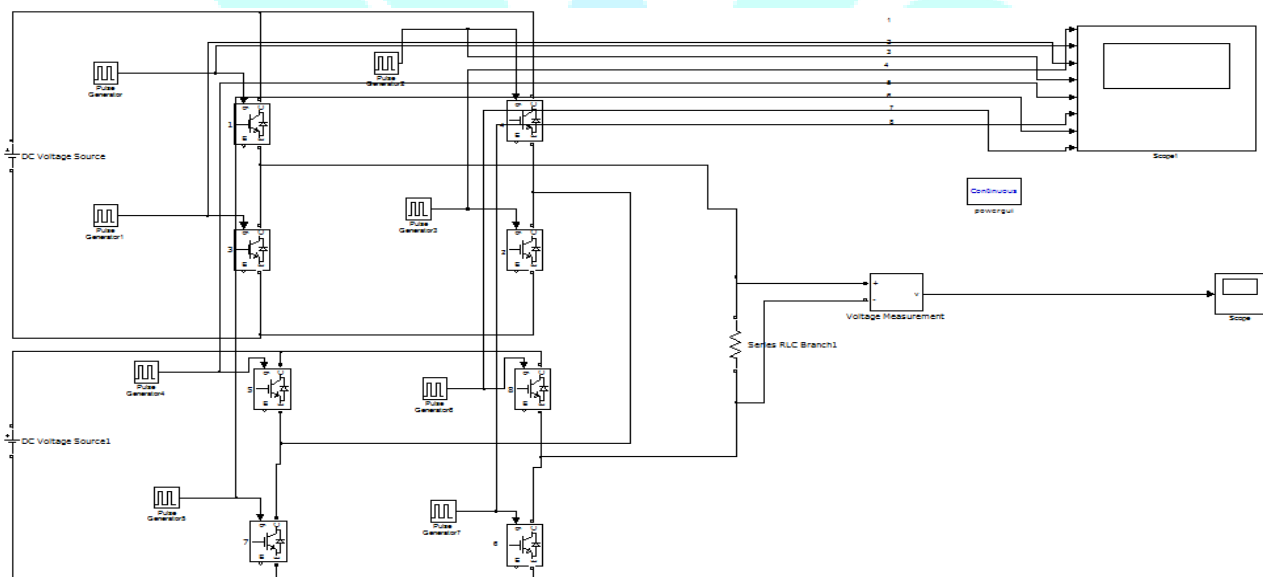 1
2
3
4
5
6
7
8
Pulse
Generator
Pulse
Generator2
g C
E
1
DC Voltage Source
Scope1
Continuous
powergui
Pulse
Generator1
Pulse
Generator3
g C
E
3
+
-
v
Voltage Measurement
Scope
Series RLC Branch1
Pulse
Generator4
g C
E
5
Pulse
Generator6
g C
E
8
DC Voltage Source1
Pulse
Generator5
g C
E
7
Pulse
Generator7
g C
E
6